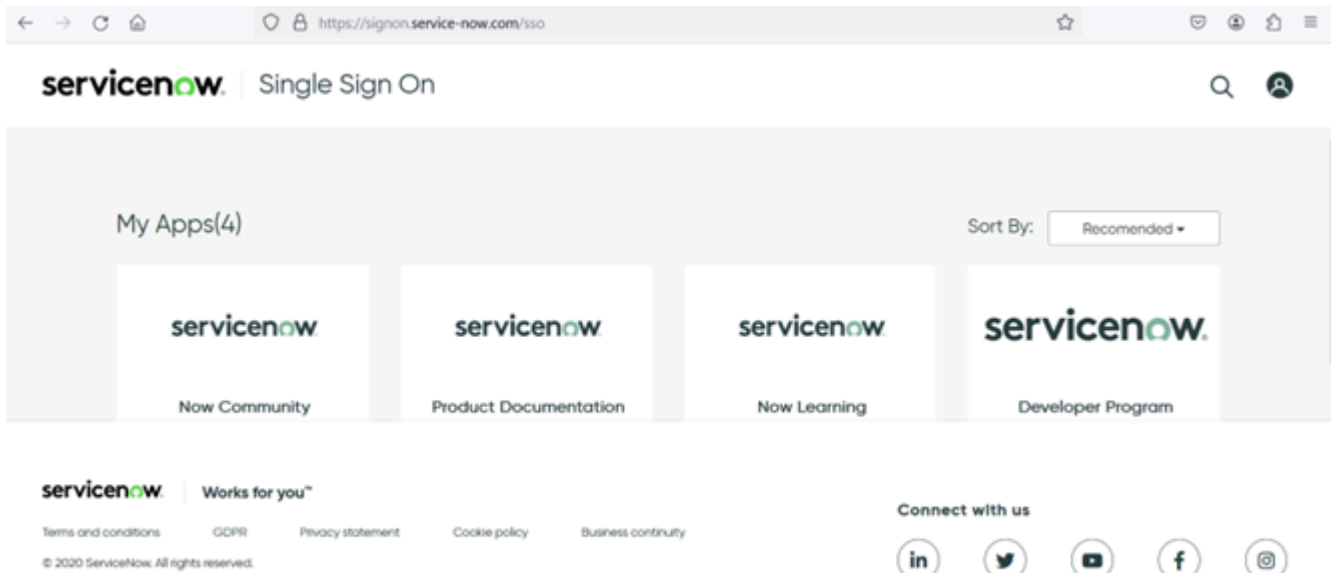 https://signon.service-now.com/sso
servicenow. Single Sign On
My Apps(4)
Sort By: Recomended
servicenow servicenow servicenow servicenow.
Now Community Product Documentation Now Learning Developer Program
servicenow. Works for you™
Terms and conditions GDPR Privacy statement Cookie policy Business continuity
© 2020 ServiceNow. All rights reserved.
Connect with us
in f